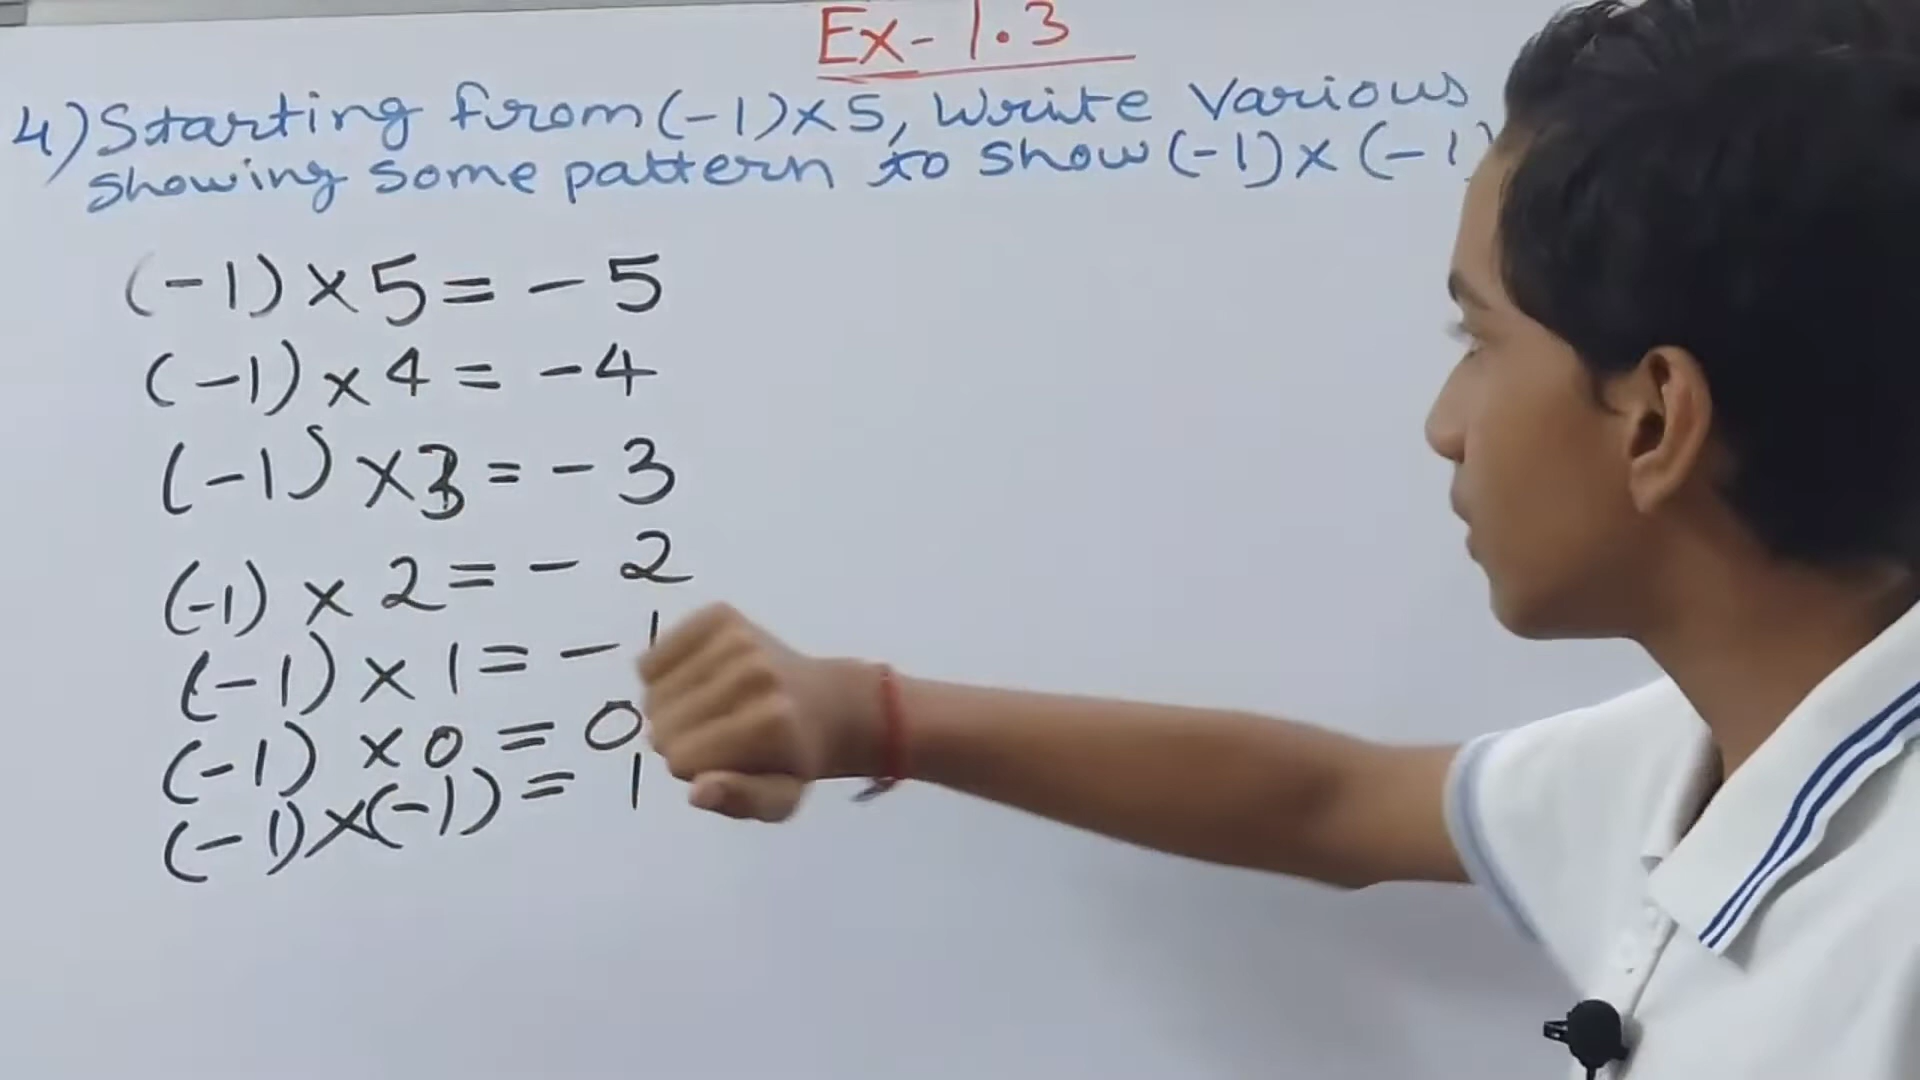 Ex- 1.3
4) Starting from (-1)×5, Write Various
showing some pattern to show (-1)×(-1)
(-1)×5=-5
(-1)×4=-4
(-1)×3=-3
(-1)×2=-2
(-1)×1=-1
(-1)×0=0
(-1)×(-1)=1